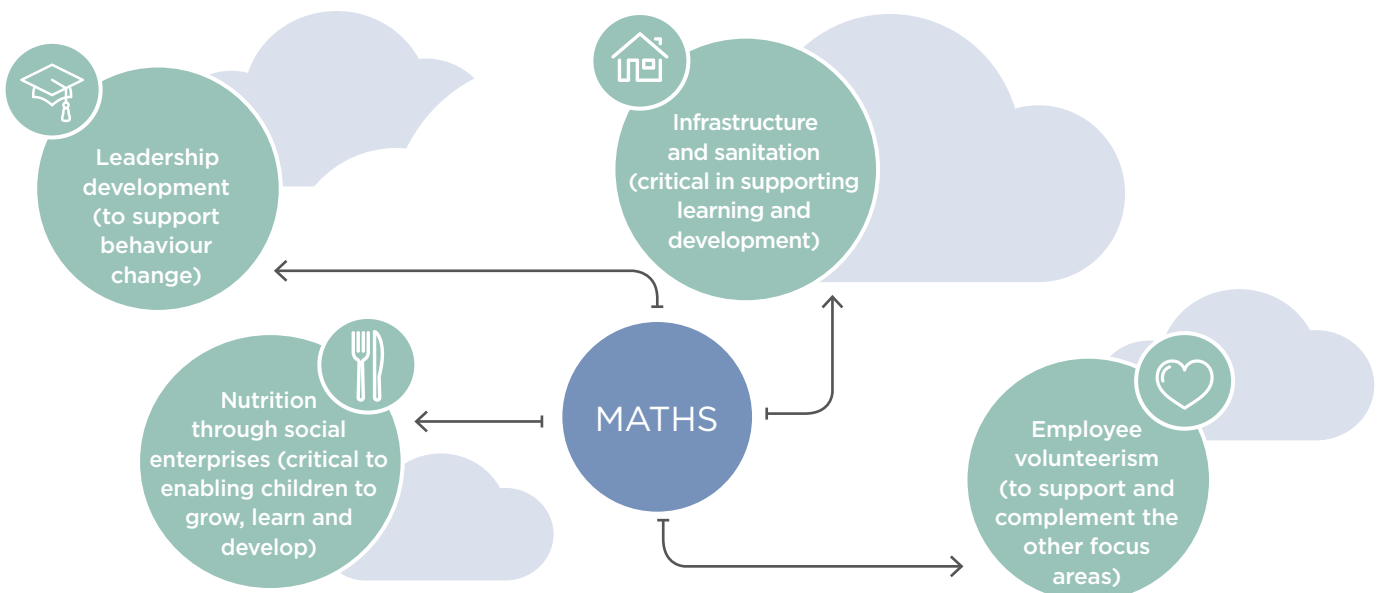 Leadership
development
(to support
behaviour
change)
Infrastructure
and sanitation
(critical in supporting
learning and
development)
Nutrition
through social
enterprises (critical to
enabling children to
grow, learn and
develop)
MATHS
Employee
volunteerism
(to support and
complement the
other focus
areas)